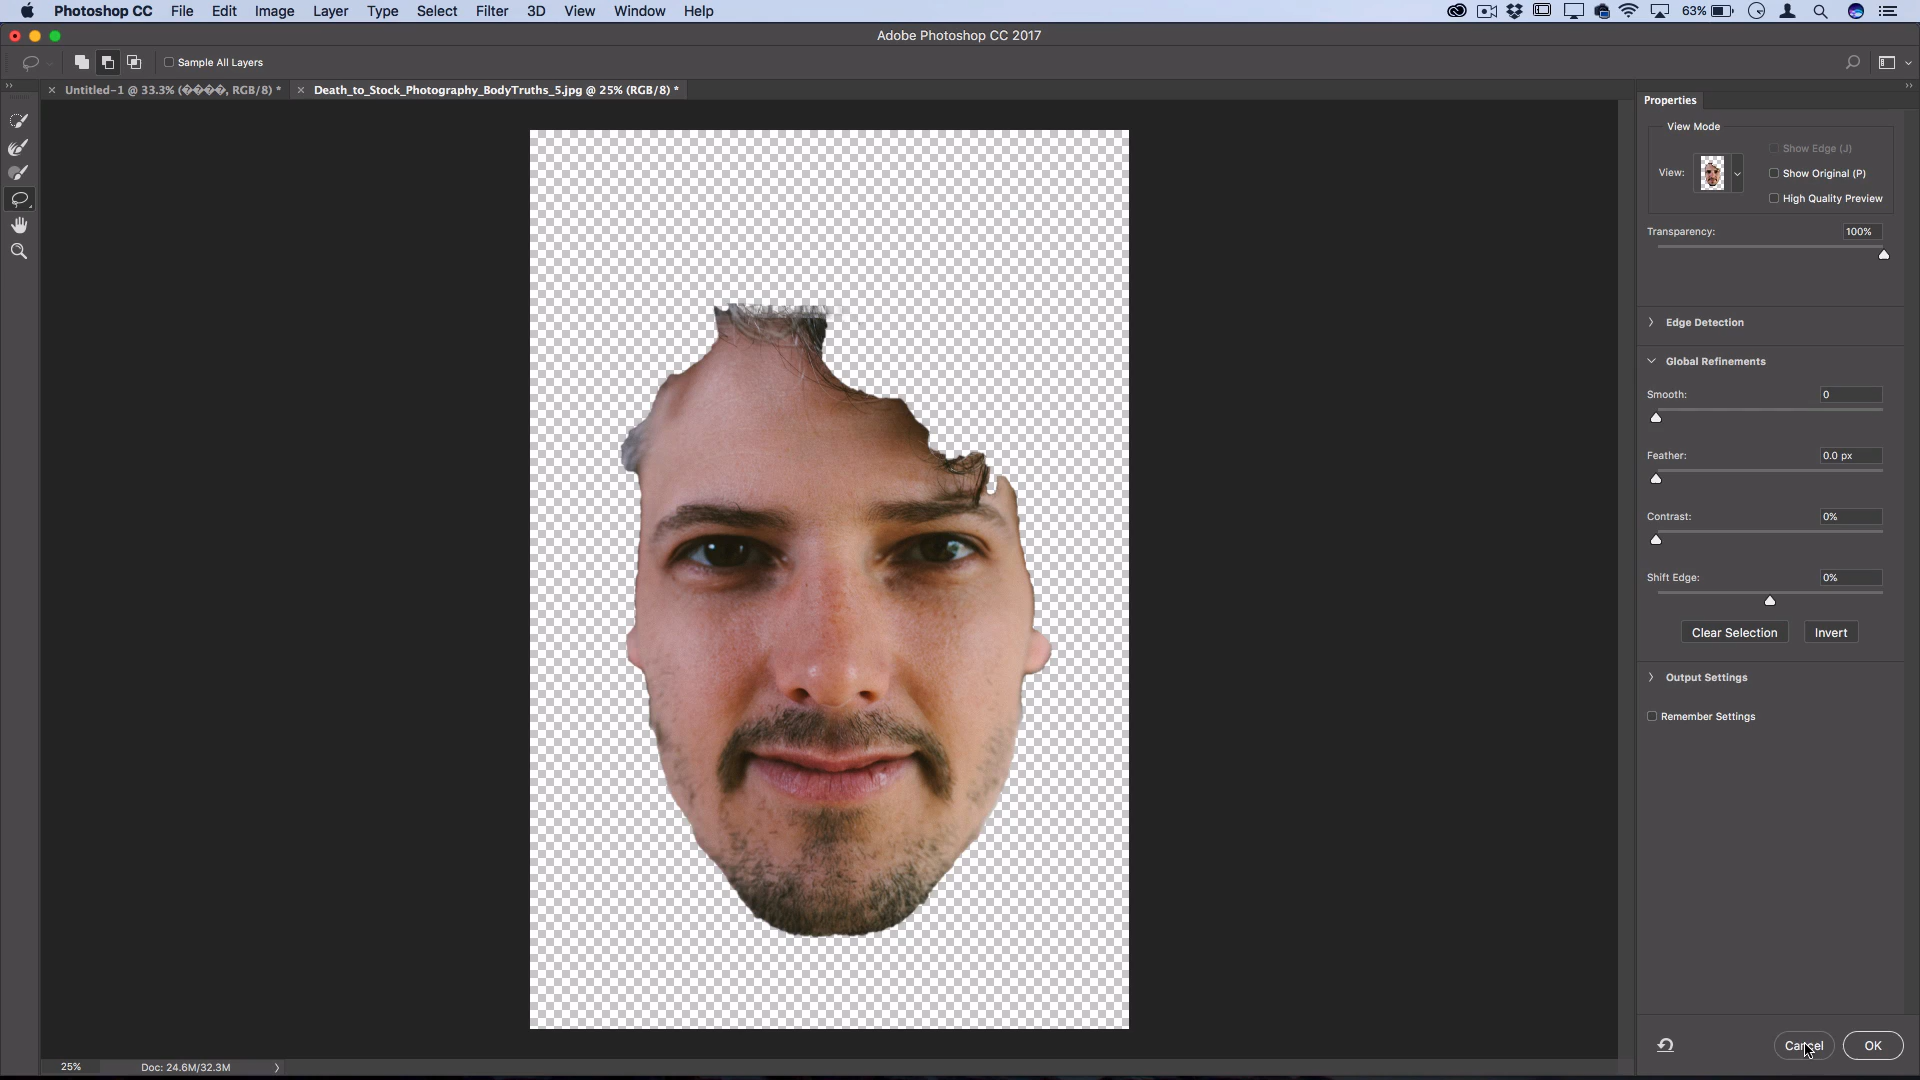 Photoshop CC File Edit Image Layer Type Select Filter 3D View Window Help 63%
Adobe Photoshop CC 2017
Sample All Layers
Untitled-1 @ 33.3% (����, RGB/8) * Death_to_Stock_Photography_BodyTruths_5.jpg @ 25% (RGB/8) *
Properties
View Mode
Show Edge (J)
View: Show Original (P)
High Quality Preview
Transparency: 100%
Edge Detection
Global Refinements
Smooth: 0
Feather: 0.0 px
Contrast: 0%
Shift Edge: 0%
Clear Selection Invert
Output Settings
Remember Settings
Cancel OK
25% Doc: 24.6M/32.3M